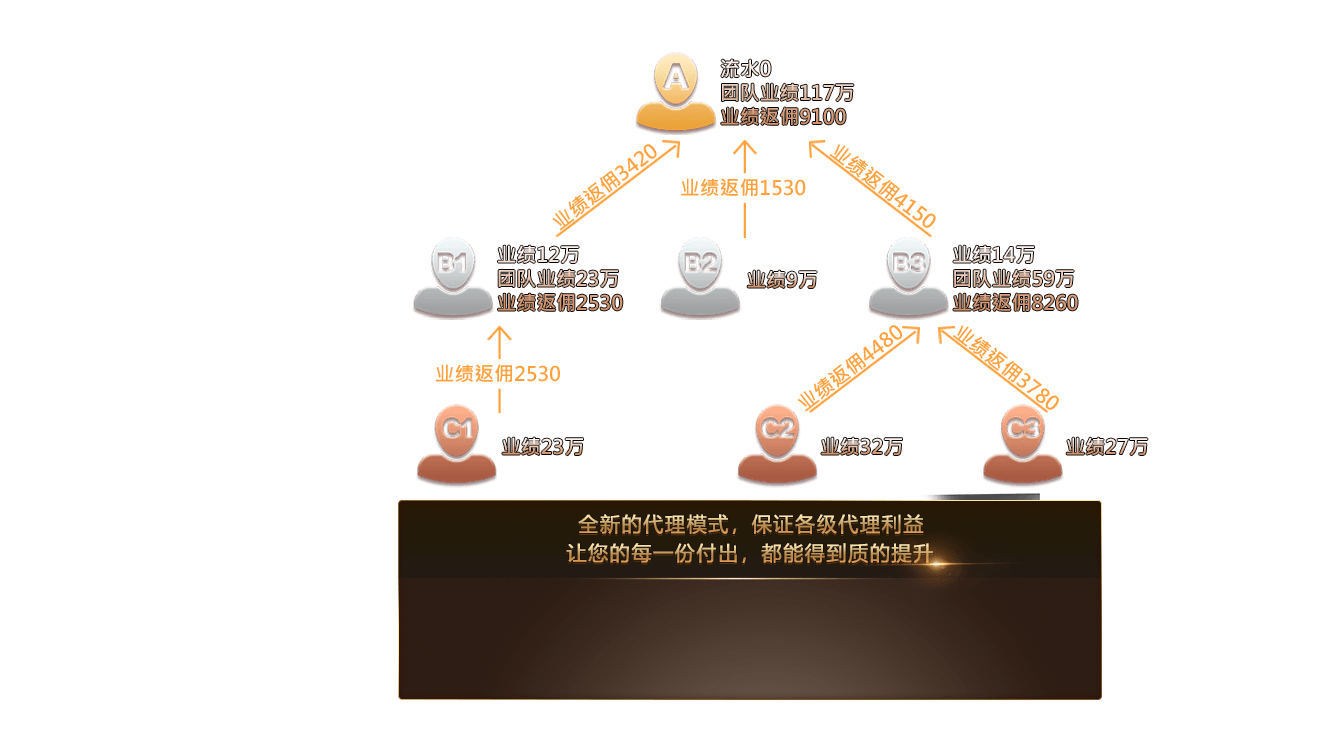 A
流水0
团队业绩117万
业绩返佣9100
业绩返佣3420
业绩返佣1530
业绩返佣4150
B1
业绩12万
团队业绩23万
业绩返佣2530
B2
业绩9万
B3
业绩14万
团队业绩59万
业绩返佣8260
业绩返佣2530
业绩返佣4480
业绩返佣3780
C1
业绩23万
C2
业绩32万
C3
业绩27万
全新的代理模式，保证各级代理利益
让您的每一份付出，都能得到质的提升